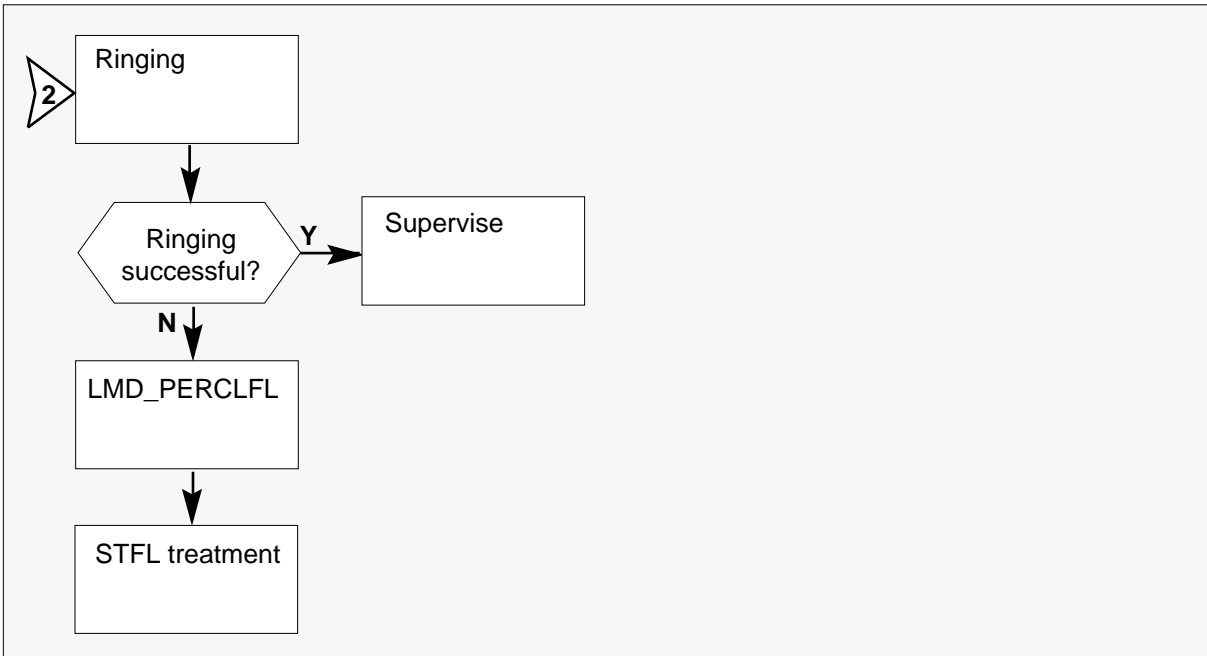 Ringing
2
Ringing
successful?
Y
Supervise
N
LMD_PERCLFL
STFL treatment